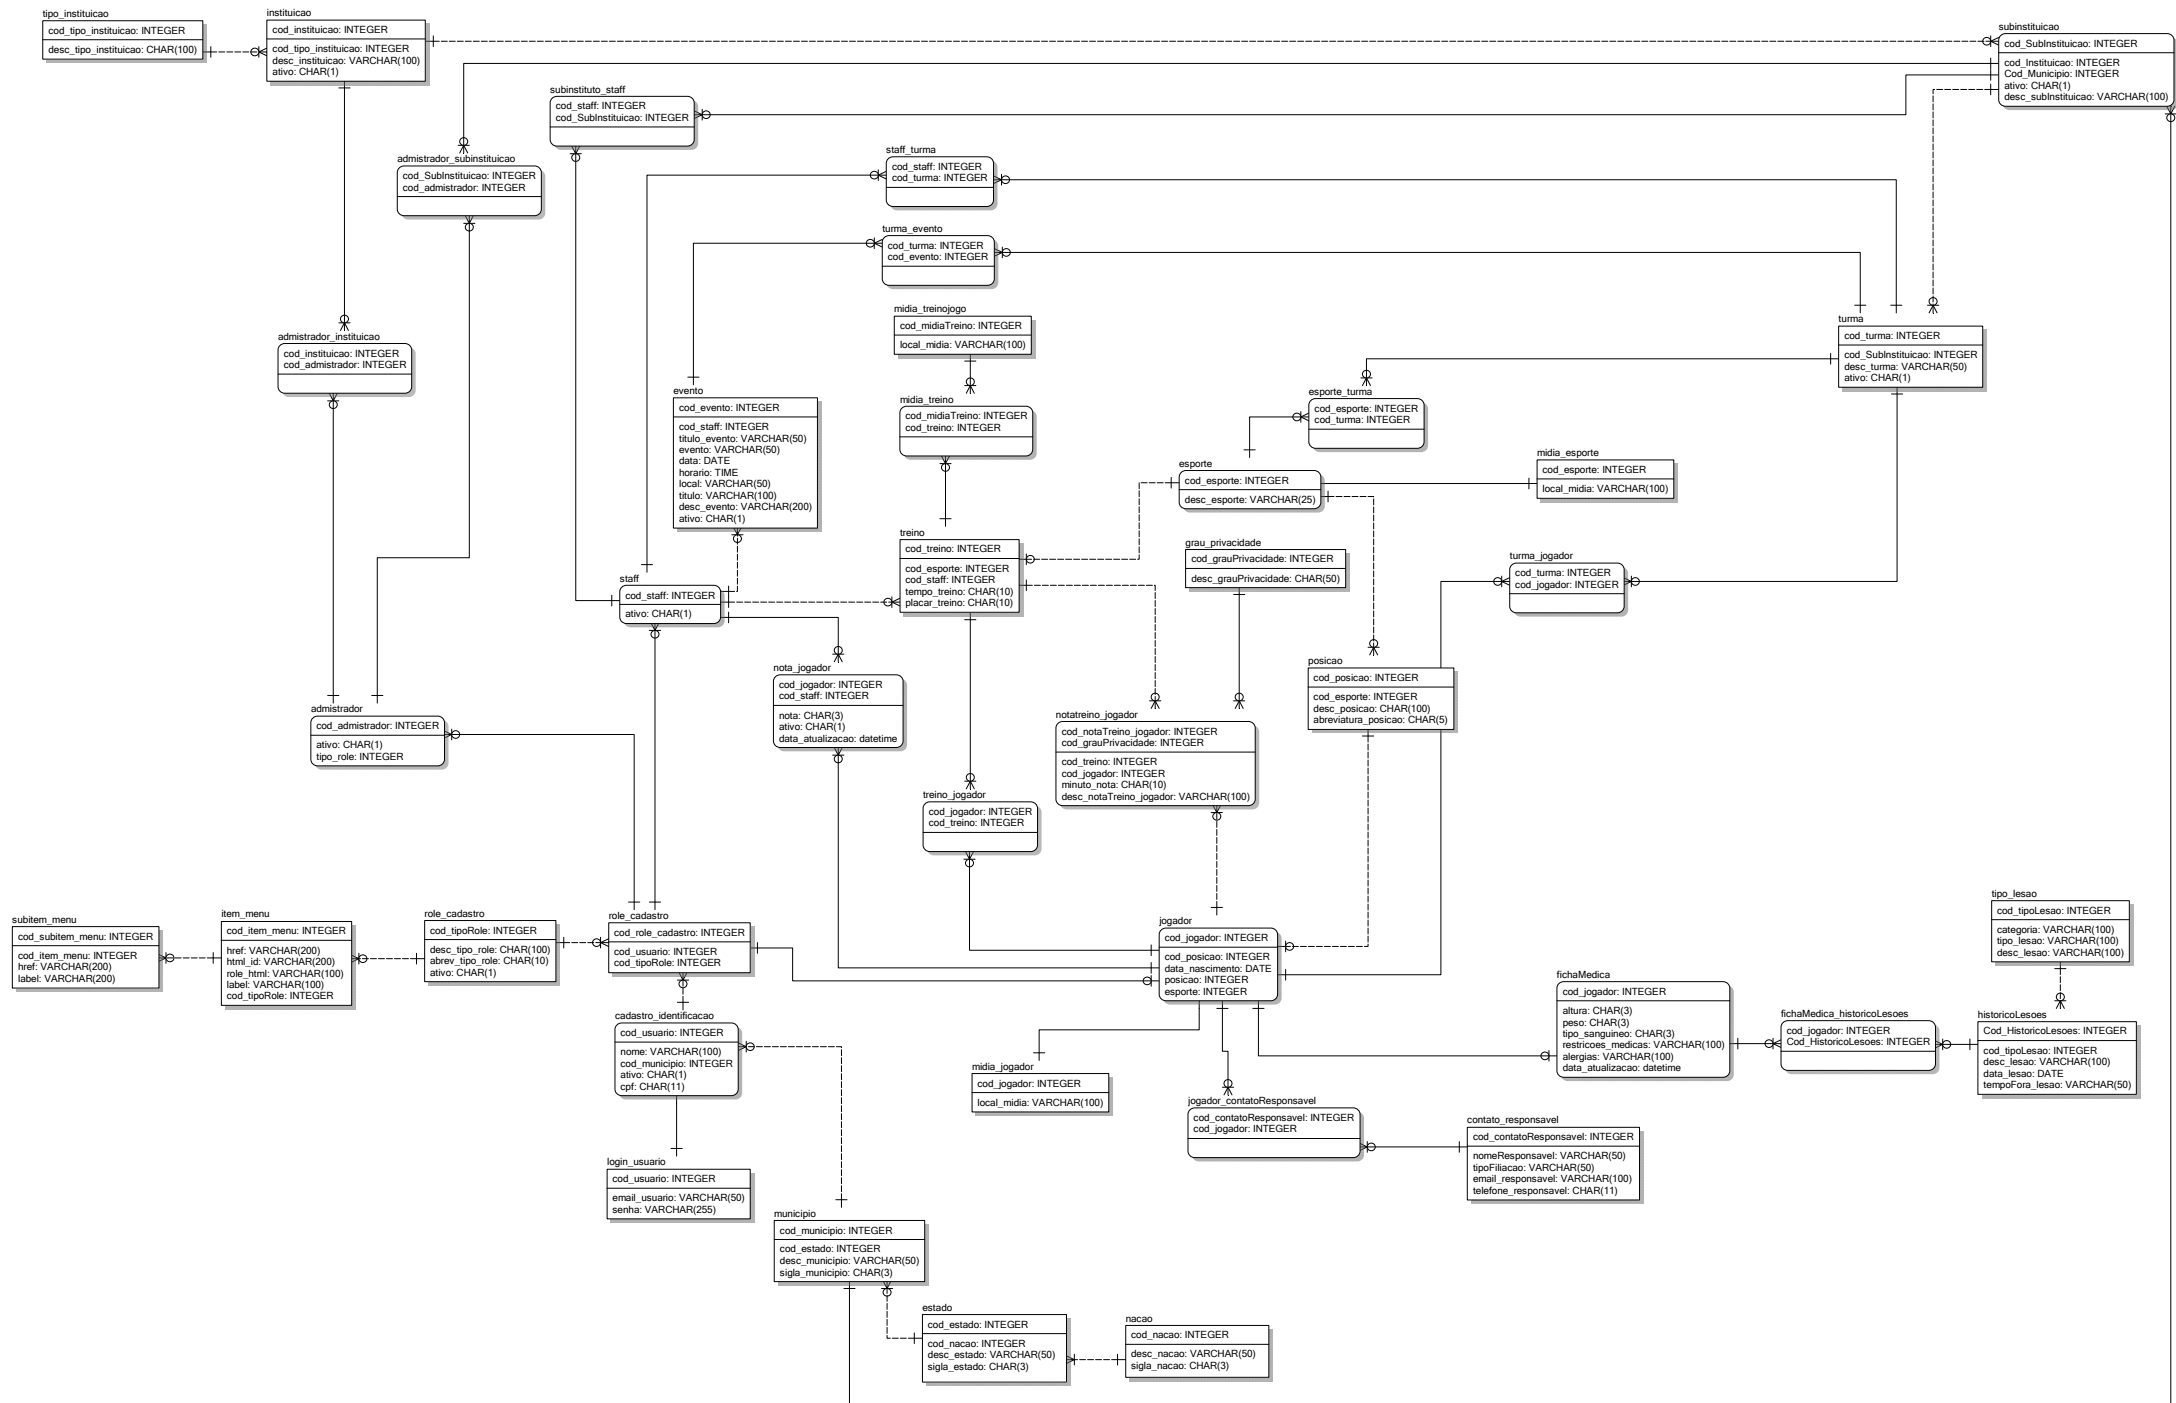 tipo_instituicao
cod_tipo_instituicao: INTEGER
desc_tipo_instituicao: CHAR(100)
instituicao
cod_instituicao: INTEGER
cod_tipo_instituicao: INTEGER
desc_instituicao: VARCHAR(100)
ativo: CHAR(1)
subinstituicao
cod_SubInstituicao: INTEGER
cod_Instituicao: INTEGER
Cod_Municipio: INTEGER
ativo: CHAR(1)
desc_subInstituicao: VARCHAR(100)
subinstituto_staff
cod_staff: INTEGER
cod_SubInstituicao: INTEGER
admistrador_subinstituicao
cod_SubInstituicao: INTEGER
cod_admistrador: INTEGER
staff_turma
cod_staff: INTEGER
cod_turma: INTEGER
turma_evento
cod_turma: INTEGER
cod_evento: INTEGER
midia_treinojogo
cod_midiaTreino: INTEGER
local_midia: VARCHAR(100)
turma
cod_turma: INTEGER
cod_SubInstituicao: INTEGER
desc_turma: VARCHAR(50)
ativo: CHAR(1)
admistrador_instituicao
cod_instituicao: INTEGER
cod_admistrador: INTEGER
evento
cod_evento: INTEGER
cod_staff: INTEGER
titulo_evento: VARCHAR(50)
evento: VARCHAR(50)
data: DATE
horario: TIME
local: VARCHAR(50)
titulo: VARCHAR(100)
desc_evento: VARCHAR(200)
ativo: CHAR(1)
midia_treino
cod_midiaTreino: INTEGER
cod_treino: INTEGER
esporte_turma
cod_esporte: INTEGER
cod_turma: INTEGER
esporte
cod_esporte: INTEGER
desc_esporte: VARCHAR(25)
midia_esporte
cod_esporte: INTEGER
local_midia: VARCHAR(100)
treino
cod_treino: INTEGER
cod_esporte: INTEGER
cod_staff: INTEGER
tempo_treino: CHAR(10)
placar_treino: CHAR(10)
grau_privacidade
cod_grauPrivacidade: INTEGER
desc_grauPrivacidade: CHAR(50)
turma_jogador
cod_turma: INTEGER
cod_jogador: INTEGER
staff
cod_staff: INTEGER
ativo: CHAR(1)
nota_jogador
cod_jogador: INTEGER
cod_staff: INTEGER
nota: CHAR(3)
ativo: CHAR(1)
data_atualizacao: datetime
posicao
cod_posicao: INTEGER
cod_esporte: INTEGER
desc_posicao: CHAR(100)
abreviatura_posicao: CHAR(5)
admistrador
cod_admistrador: INTEGER
ativo: CHAR(1)
tipo_role: INTEGER
notatreino_jogador
cod_notaTreino_jogador: INTEGER
cod_grauPrivacidade: INTEGER
cod_treino: INTEGER
cod_jogador: INTEGER
minuto_nota: CHAR(10)
desc_notaTreino_jogador: VARCHAR(100)
treino_jogador
cod_jogador: INTEGER
cod_treino: INTEGER
subitem_menu
cod_subitem_menu: INTEGER
cod_item_menu: INTEGER
href: VARCHAR(200)
label: VARCHAR(200)
item_menu
cod_item_menu: INTEGER
href: VARCHAR(200)
html_id: VARCHAR(200)
role_html: VARCHAR(100)
label: VARCHAR(100)
cod_tipoRole: INTEGER
role_cadastro
cod_tipoRole: INTEGER
desc_tipo_role: CHAR(100)
abrev_tipo_role: CHAR(10)
ativo: CHAR(1)
role_cadastro
cod_role_cadastro: INTEGER
cod_usuario: INTEGER
cod_tipoRole: INTEGER
jogador
cod_jogador: INTEGER
cod_posicao: INTEGER
data_nascimento: DATE
posicao: INTEGER
esporte: INTEGER
tipo_lesao
cod_tipoLesao: INTEGER
categoria: VARCHAR(100)
tipo_lesao: VARCHAR(100)
desc_lesao: VARCHAR(100)
fichaMedica
cod_jogador: INTEGER
altura: CHAR(3)
peso: CHAR(3)
tipo_sanguineo: CHAR(3)
restricoes_medicas: VARCHAR(100)
alergias: VARCHAR(100)
data_atualizacao: datetime
fichaMedica_historicoLesoes
cod_jogador: INTEGER
Cod_HistoricoLesoes: INTEGER
historicoLesoes
Cod_HistoricoLesoes: INTEGER
cod_tipoLesao: INTEGER
desc_lesao: VARCHAR(100)
data_lesao: DATE
tempoFora_lesao: VARCHAR(50)
cadastro_identificacao
cod_usuario: INTEGER
nome: VARCHAR(100)
cod_municipio: INTEGER
ativo: CHAR(1)
cpf: CHAR(11)
midia_jogador
cod_jogador: INTEGER
local_midia: VARCHAR(100)
jogador_contatoResponsavel
cod_contatoResponsavel: INTEGER
cod_jogador: INTEGER
contato_responsavel
cod_contatoResponsavel: INTEGER
nomeResponsavel: VARCHAR(50)
tipoFiliacao: VARCHAR(50)
email_responsavel: VARCHAR(100)
telefone_responsavel: CHAR(11)
login_usuario
cod_usuario: INTEGER
email_usuario: VARCHAR(50)
senha: VARCHAR(255)
municipio
cod_municipio: INTEGER
cod_estado: INTEGER
desc_municipio: VARCHAR(50)
sigla_municipio: CHAR(3)
estado
cod_estado: INTEGER
cod_nacao: INTEGER
desc_estado: VARCHAR(50)
sigla_estado: CHAR(3)
nacao
cod_nacao: INTEGER
desc_nacao: VARCHAR(50)
sigla_nacao: CHAR(3)